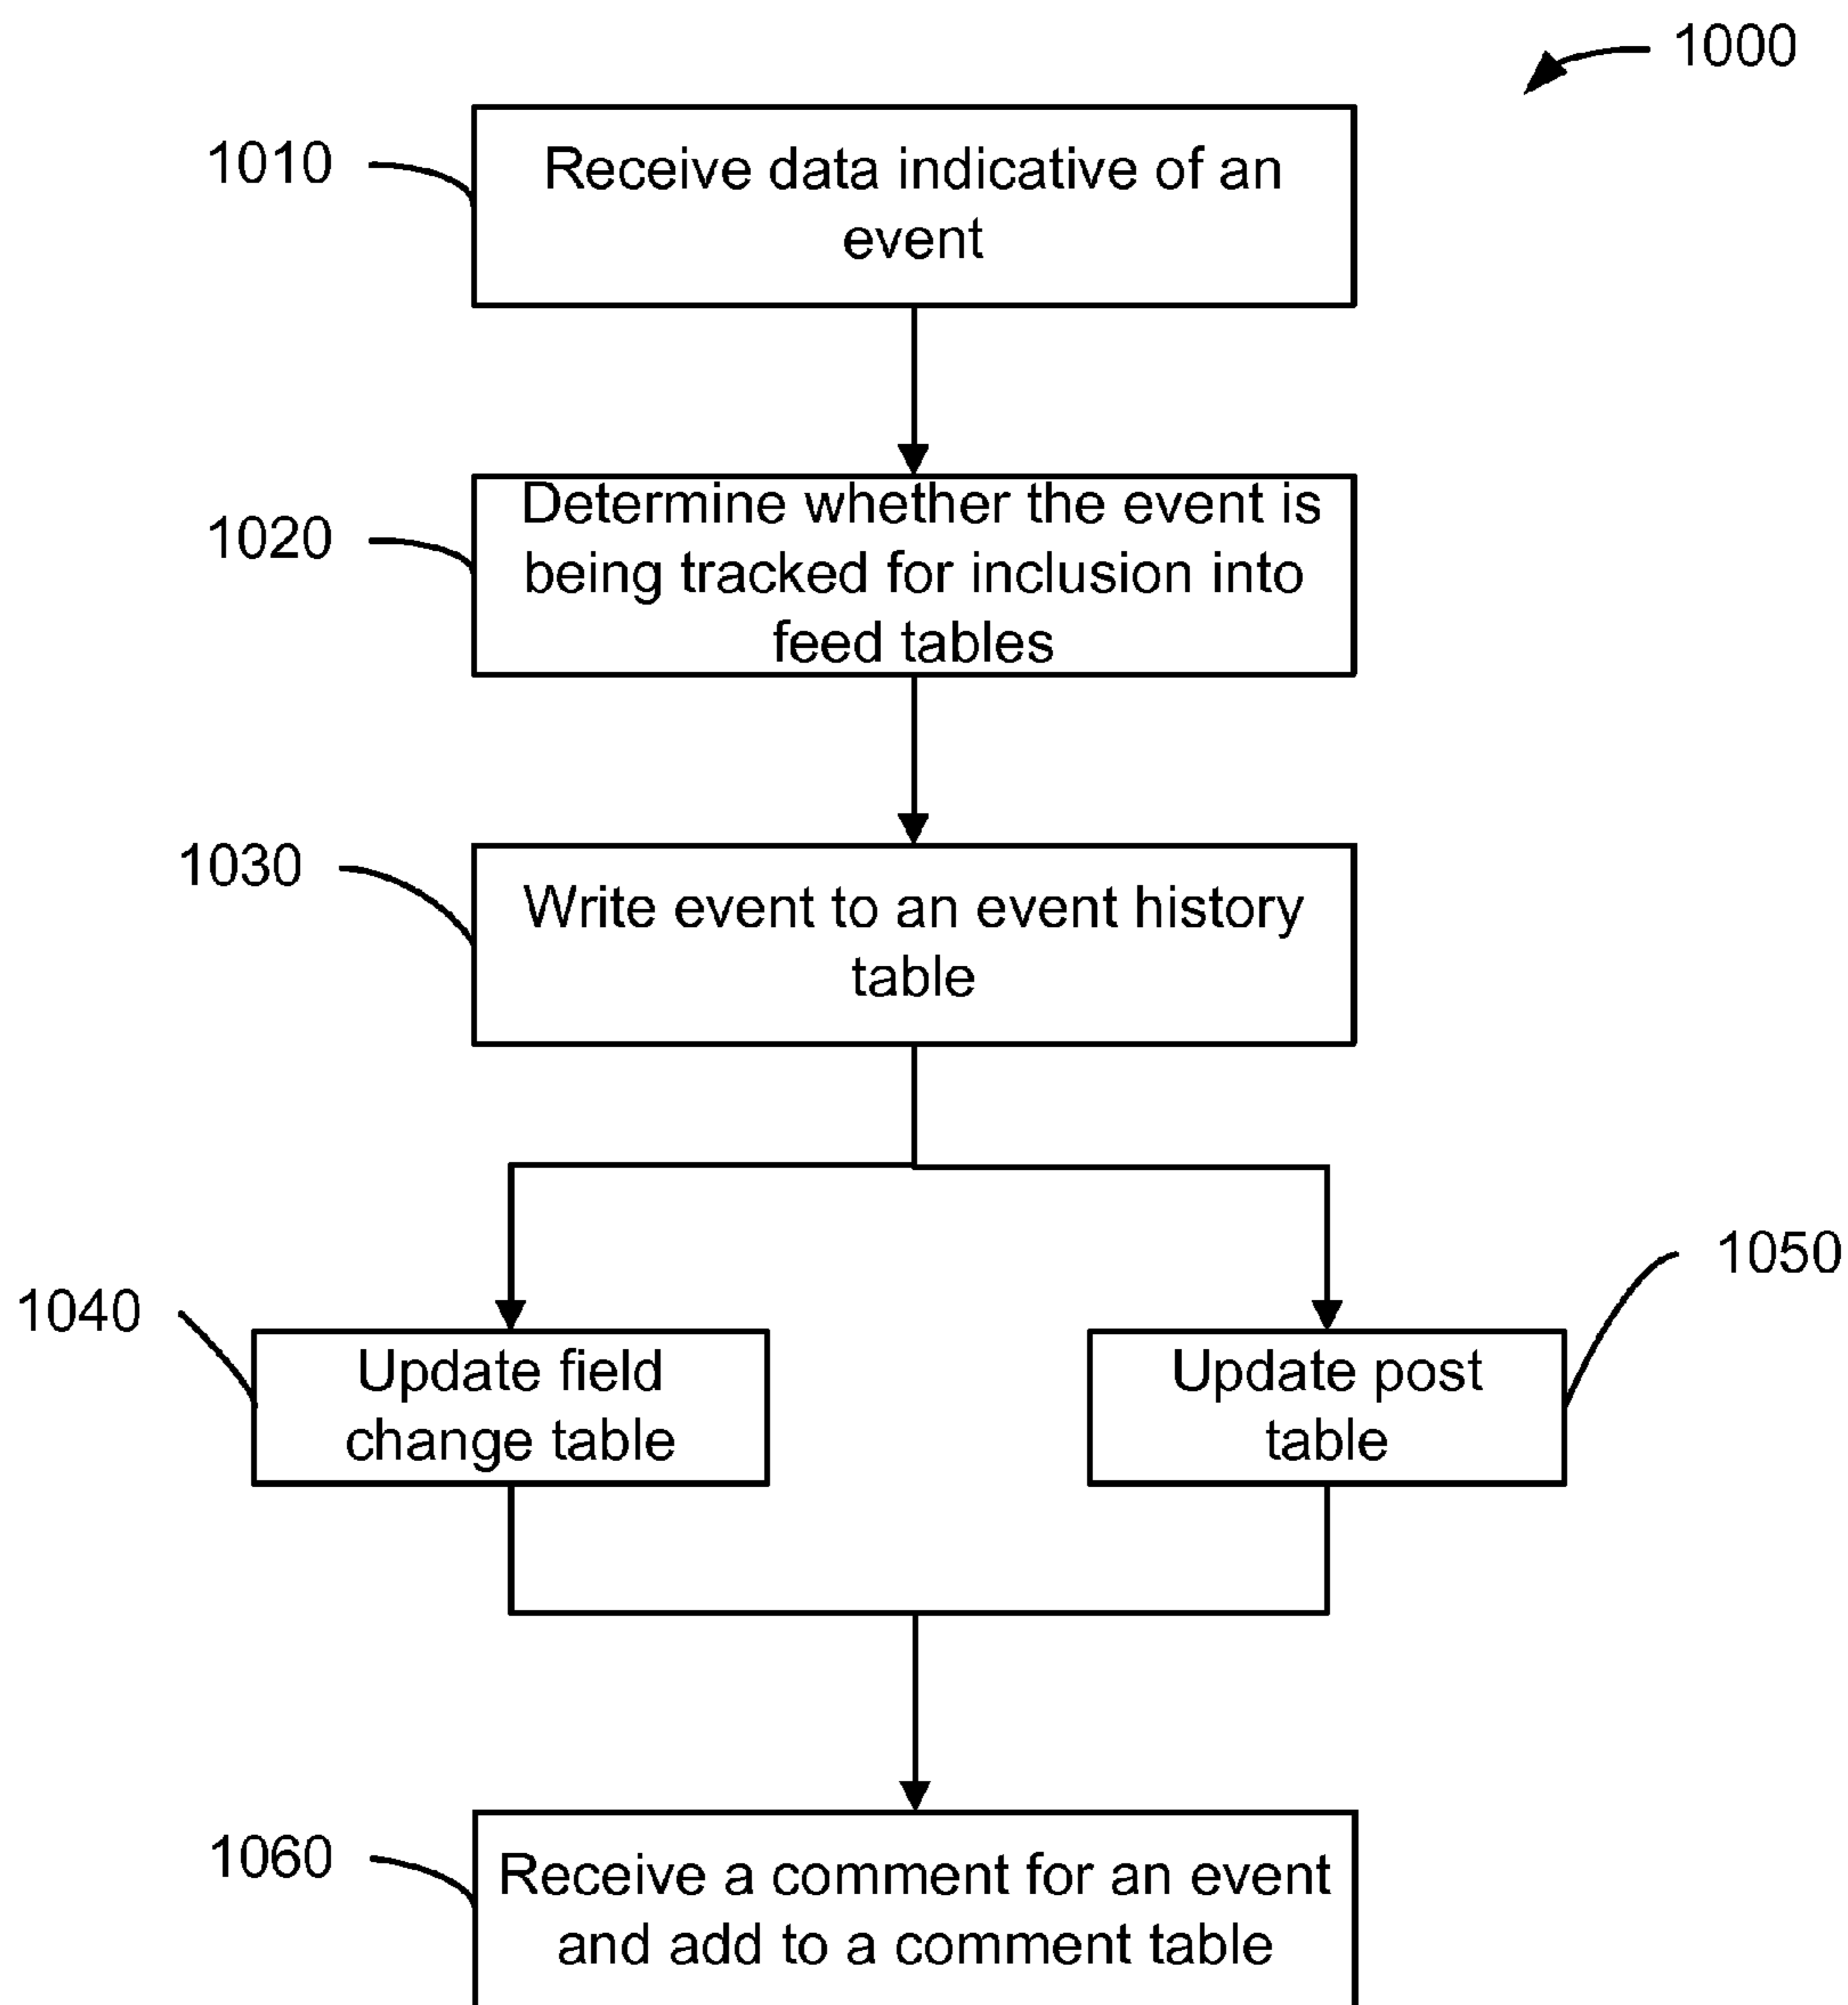 1000
1010
Receive data indicative of an
event
1020
Determine whether the event is
being tracked for inclusion into
feed tables
1030
Write event to an event history
table
1040
Update field
change table
1050
Update post
table
1060
Receive a comment for an event
and add to a comment table